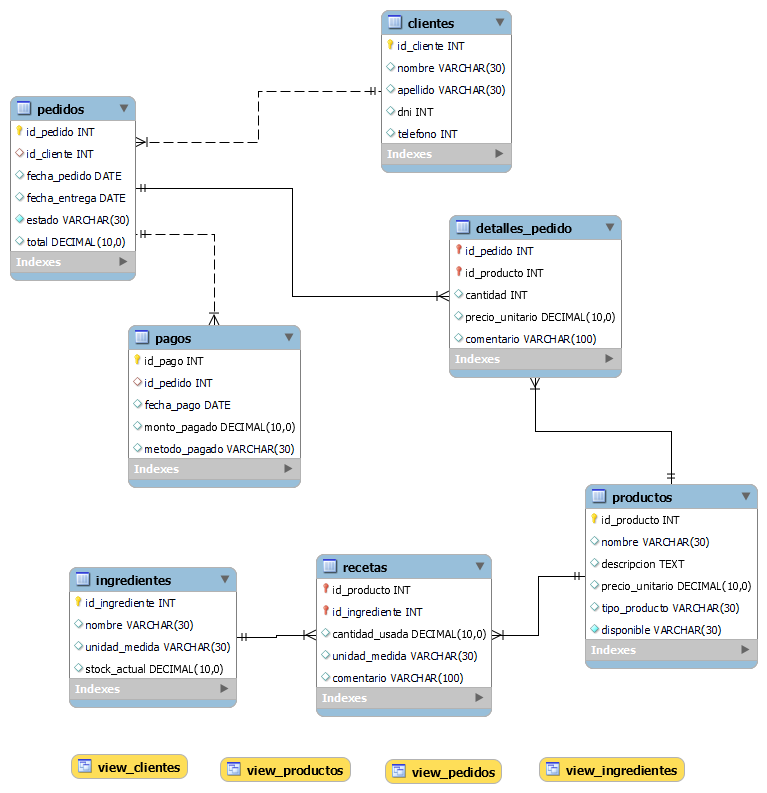 clientes
id_cliente INT
nombre VARCHAR(30)
apellido VARCHAR(30)
dni INT
telefono INT
Indexes
pedidos
id_pedido INT
id_cliente INT
fecha_pedido DATE
fecha_entrega DATE
estado VARCHAR(30)
total DECIMAL(10,0)
Indexes
detalles_pedido
id_pedido INT
id_producto INT
cantidad INT
precio_unitario DECIMAL(10,0)
comentario VARCHAR(100)
Indexes
pagos
id_pago INT
id_pedido INT
fecha_pago DATE
monto_pagado DECIMAL(10,0)
metodo_pagado VARCHAR(30)
Indexes
productos
id_producto INT
nombre VARCHAR(30)
descripcion TEXT
precio_unitario DECIMAL(10,0)
tipo_producto VARCHAR(30)
disponible VARCHAR(30)
Indexes
ingredientes
id_ingrediente INT
nombre VARCHAR(30)
unidad_medida VARCHAR(30)
stock_actual DECIMAL(10,0)
Indexes
recetas
id_producto INT
id_ingrediente INT
cantidad_usada DECIMAL(10,0)
unidad_medida VARCHAR(30)
comentario VARCHAR(100)
Indexes
view_clientes
view_productos
view_pedidos
view_ingredientes